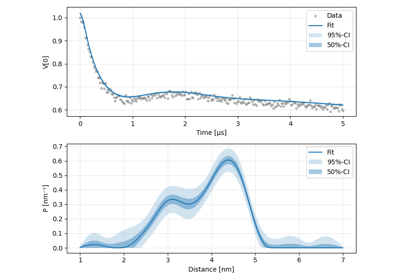 1.0
0.9
0.8
0.7
0.6
V[0]
Data
Fit
95%-CI
50%-CI
0 1 2 3 4 5
Time [μs]
0.7
0.6
0.5
0.4
0.3
0.2
0.1
0.0
P [nm⁻¹]
Fit
95%-CI
50%-CI
1 2 3 4 5 6 7
Distance [nm]